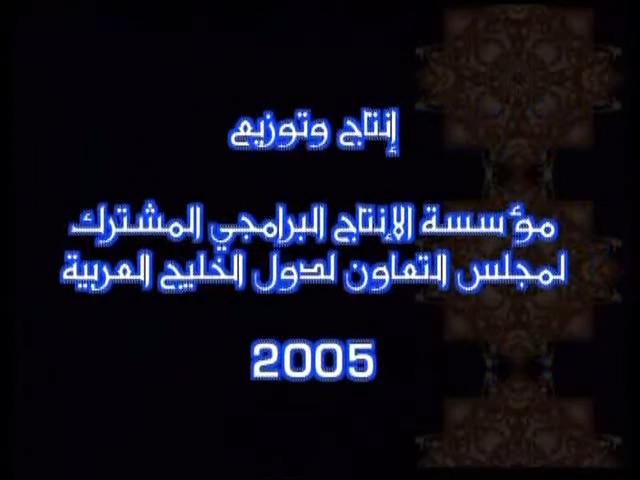 إنتاج وتوزيع
مؤسسة الإنتاج البرامجي المشترك
لمجلس التعاون لدول الخليج العربية
2005